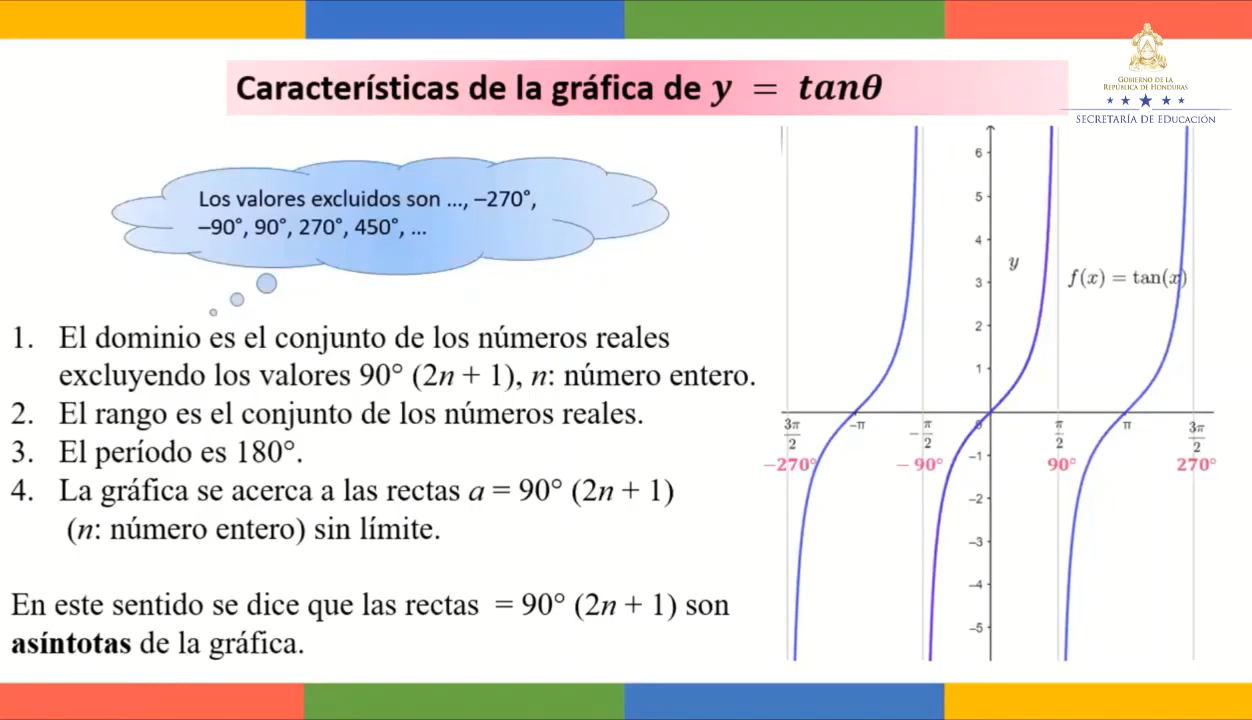 Características de la gráfica de y = tanθ
GOBIERNO DE LA
REPÚBLICA DE HONDURAS
SECRETARÍA DE EDUCACIÓN
Los valores excluidos son ..., –270°,
–90°, 90°, 270°, 450°, ...
1. El dominio es el conjunto de los números reales
excluyendo los valores 90° (2n + 1), n: número entero.
2. El rango es el conjunto de los números reales.
3. El período es 180°.
4. La gráfica se acerca a las rectas a = 90° (2n + 1)
(n: número entero) sin límite.
En este sentido se dice que las rectas = 90° (2n + 1) son
asíntotas de la gráfica.
6
5
4
y
f(x) = tan(x)
3
2
1
3π/2
–π
–π/2
0
π/2
π
3π/2
–270°
–90°
–1
90°
270°
–2
–3
–4
–5